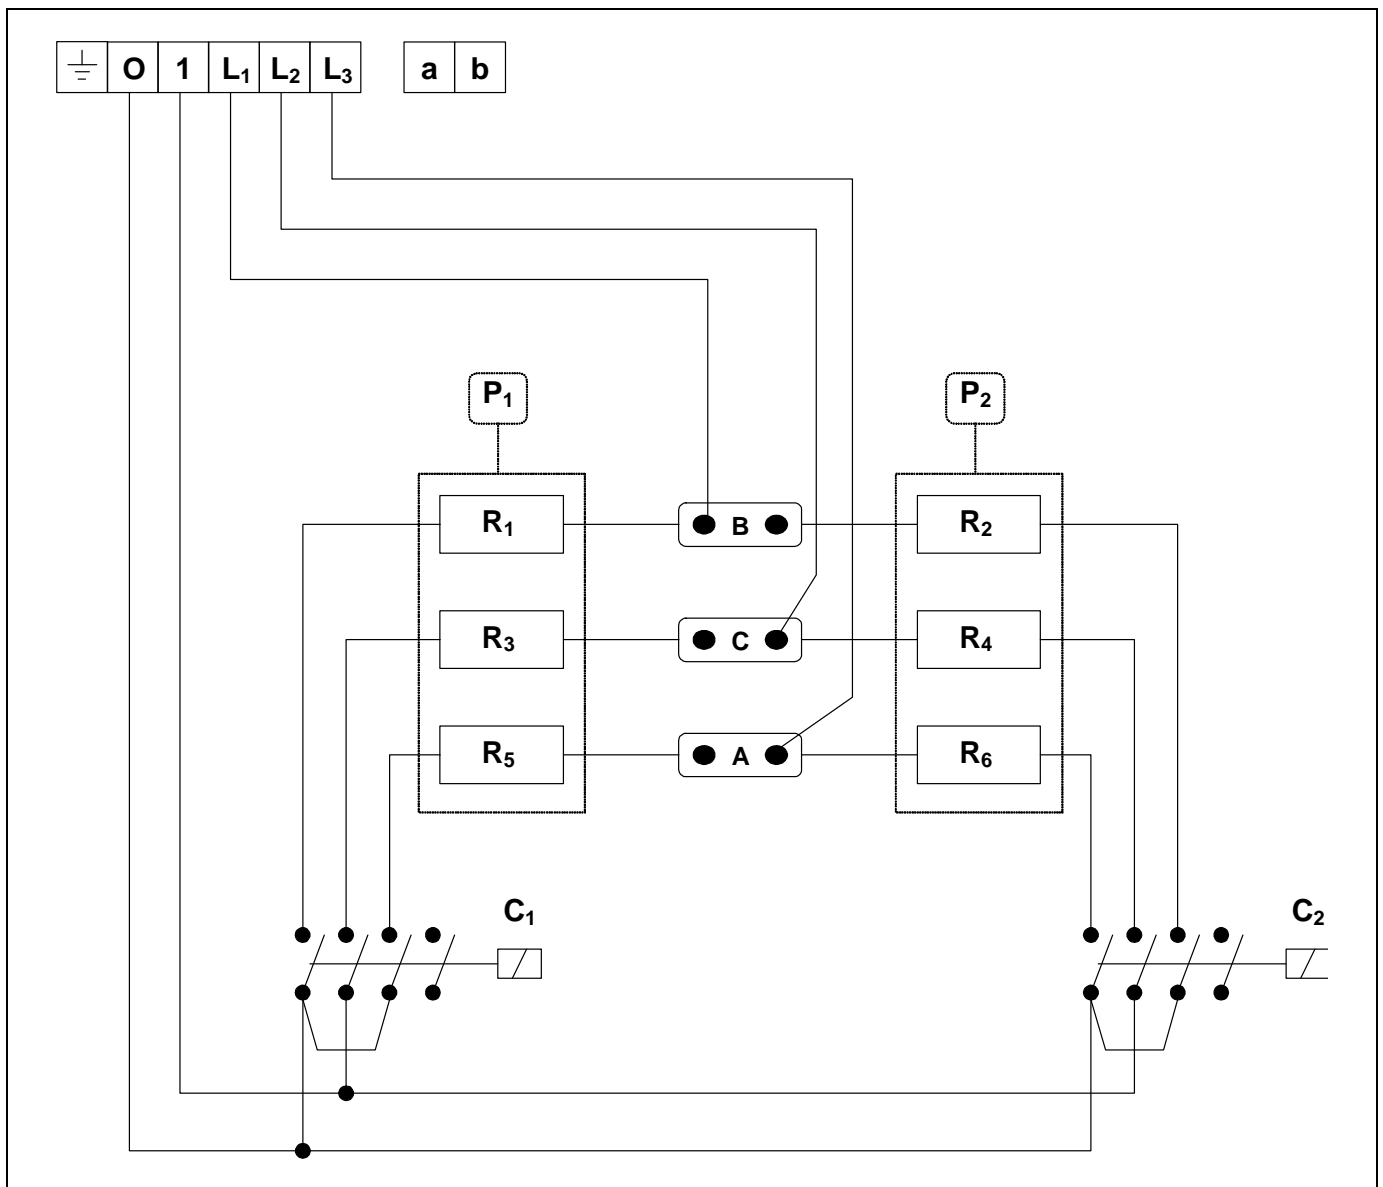 O 1 L₁ L₂ L₃ a b
P₁ P₂
R₁ B R₂
R₃ C R₄
R₅ A R₆
C₁ C₂